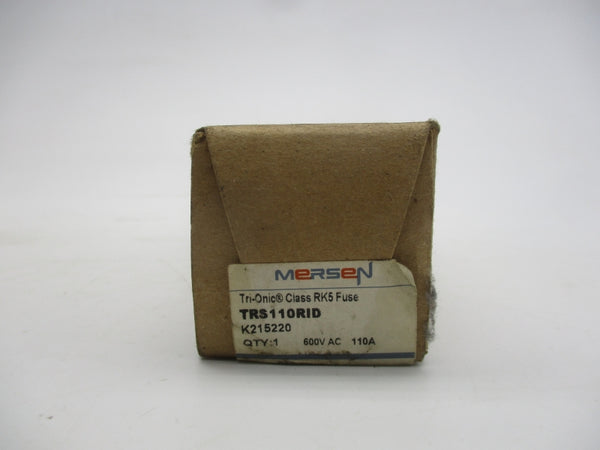 MERSEN
Tri-Onic® Class RK5 Fuse
TRS110RID
K215220
QTY:1 600V AC 110A